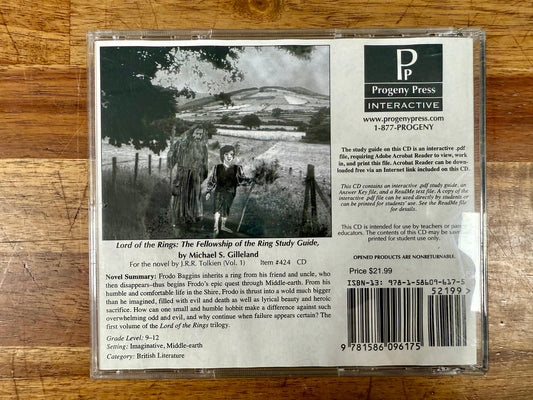 Pp
Progeny Press
INTERACTIVE
www.progenypress.com
1-877-PROGENY
The study guide on this CD is an interactive .pdf
file, requiring Adobe Acrobat Reader to view, work
in, and print this file. Acrobat Reader can be down-
loaded free via an Internet link included on this CD.
This CD contains an interactive .pdf study guide, an
Answer Key file, and a ReadMe text file. A copy of the
interactive .pdf file can be used directly by students or
can be printed for students' use. See the ReadMe file
for details.
This CD is intended for use by teachers or
educators. The contents of this CD may be
printed for student use.
OPENED PRODUCTS ARE NONRETURNABLE.
Price $21.99
ISBN-13: 978-1-58609-617-5
52199
9 781586 096175
Lord of the Rings: The Fellowship of the Ring Study Guide,
by Michael S. Gilleland
For the novel by J.R.R. Tolkien (Vol. 1) Item #424 CD
Novel Summary: Frodo Baggins inherits a ring from his friend and uncle, who
then disappears–thus begins Frodo's epic quest through Middle-earth. From
his humble and comfortable life in the Shire, Frodo is thrust into a wold much bigger
than he imagined, filled with evil and death as well as lyrical beauty and heroic
sacrifice. How can one small and humble hobbit make a difference against such
overwhelming odd and evil, and why continue when failure appears certain? The
first volume of the Lord of the Rings trilogy.
Grade Level: 9–12
Setting: Imaginative, Middle-earth
Category: British Literature